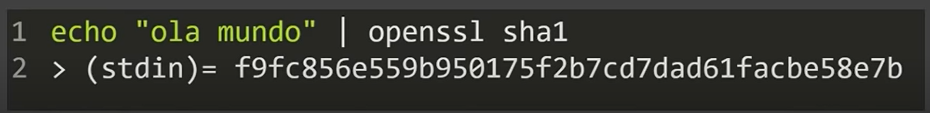 1 echo "ola mundo" | openssl sha1
2 > (stdin)= f9fc856e559b950175f2b7cd7dad61facbe58e7b